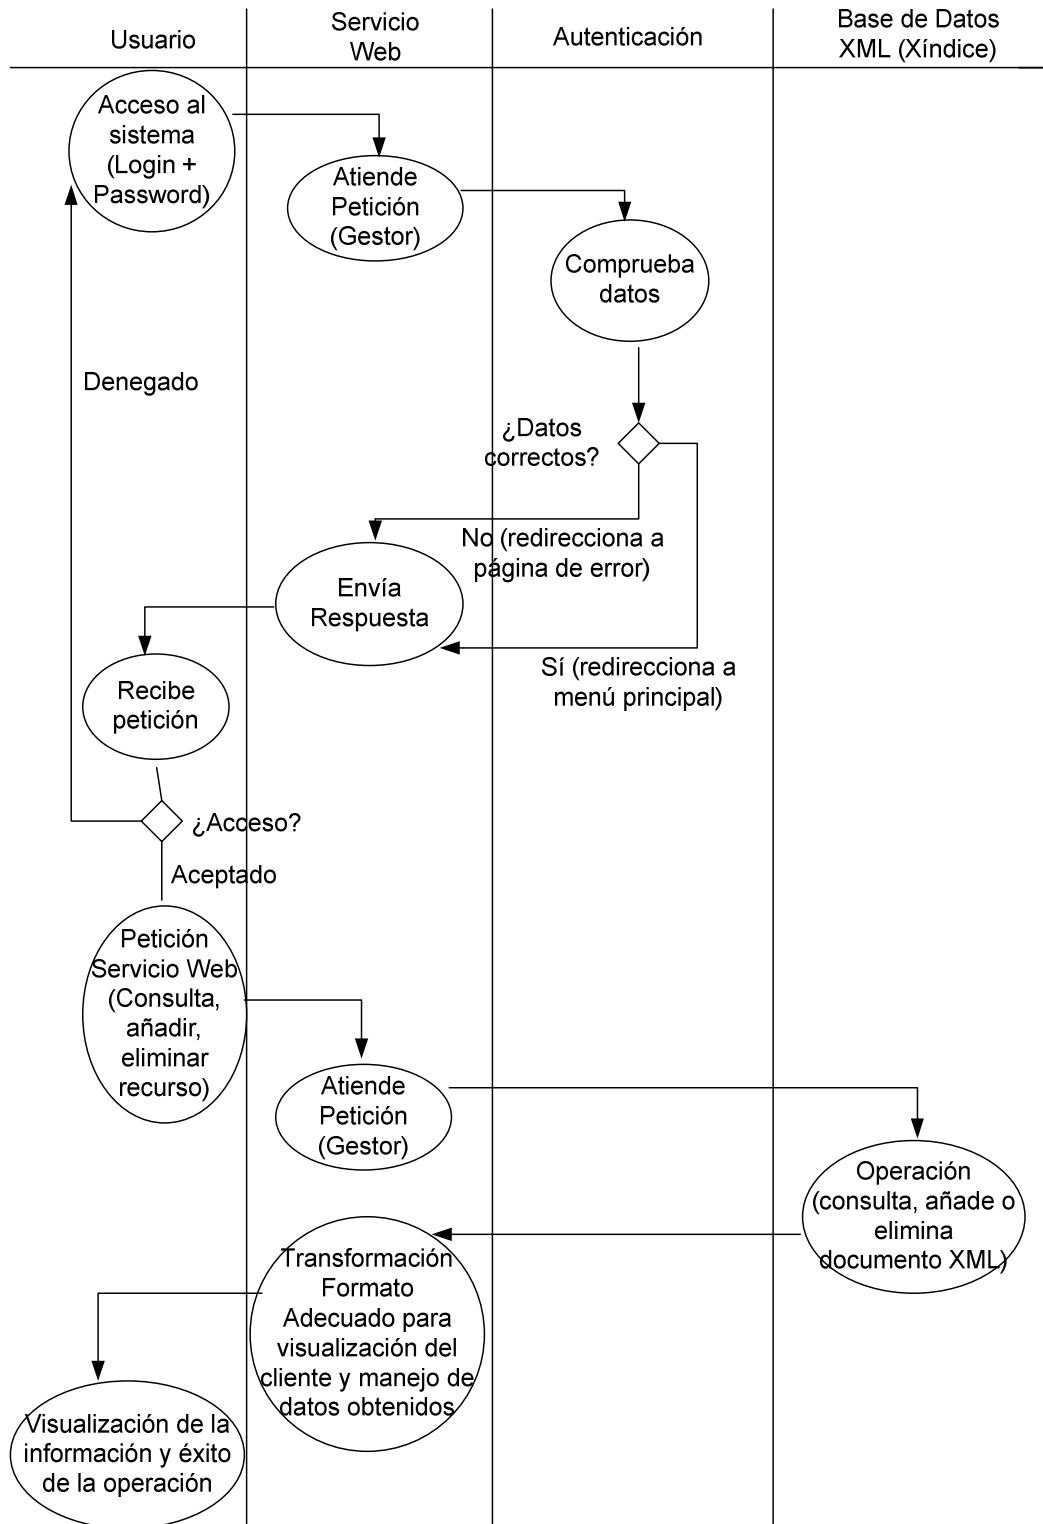 Usuario
Servicio
Web
Autenticación
Base de Datos
XML (Xíndice)
Acceso al
sistema
(Login +
Password)
Atiende
Petición
(Gestor)
Comprueba
datos
Denegado
¿Datos
correctos?
No (redirecciona a
página de error)
Envía
Respuesta
Sí (redirecciona a
menú principal)
Recibe
petición
¿Acceso?
Aceptado
Petición
Servicio Web
(Consulta,
añadir,
eliminar
recurso)
Atiende
Petición
(Gestor)
Operación
(consulta, añade o
elimina
documento XML)
Transformación
Formato
Adecuado para
visualización del
cliente y manejo de
datos obtenidos
Visualización de la
información y éxito
de la operación